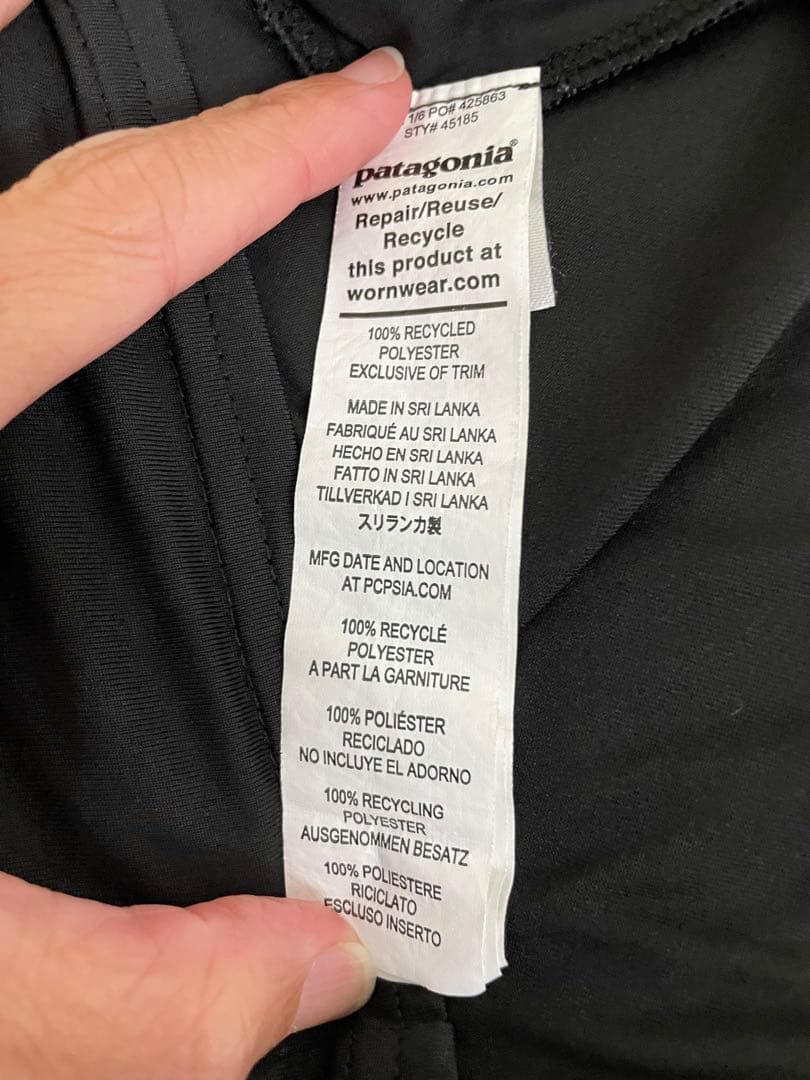 1/6 PO# 425863
STY# 45185
patagonia®
www.patagonia.com
Repair/Reuse/
Recycle
this product at
wornwear.com
100% RECYCLED
POLYESTER
EXCLUSIVE OF TRIM
MADE IN SRI LANKA
FABRIQUÉ AU SRI LANKA
HECHO EN SRI LANKA
FATTO IN SRI LANKA
TILLVERKAD I SRI LANKA
スリランカ製
MFG DATE AND LOCATION
AT PCPSIA.COM
100% RECYCLÉ
POLYESTER
A PART LA GARNITURE
100% POLIÉSTER
RECICLADO
NO INCLUYE EL ADORNO
100% RECYCLING
POLYESTER
AUSGENOMMEN BESATZ
100% POLIESTERE
RICICLATO
ESCLUSO INSERTO